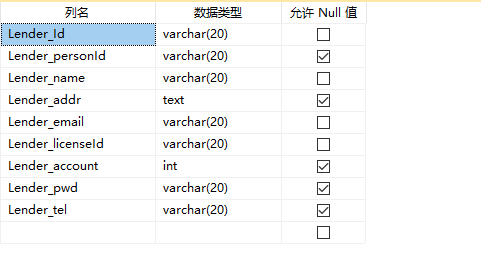 列名 数据类型 允许 Null 值
Lender_Id varchar(20)
Lender_personId varchar(20)
Lender_name varchar(20)
Lender_addr text
Lender_email varchar(20)
Lender_licenseId varchar(20)
Lender_account int
Lender_pwd varchar(20)
Lender_tel varchar(20)